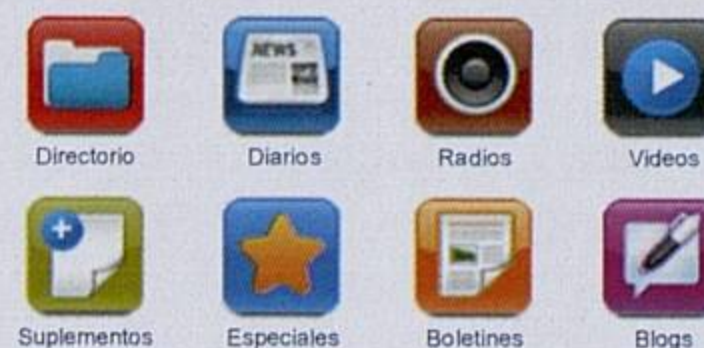 NEWS
Directorio Diarios Radios Videos
Suplementos Especiales Boletines Blogs